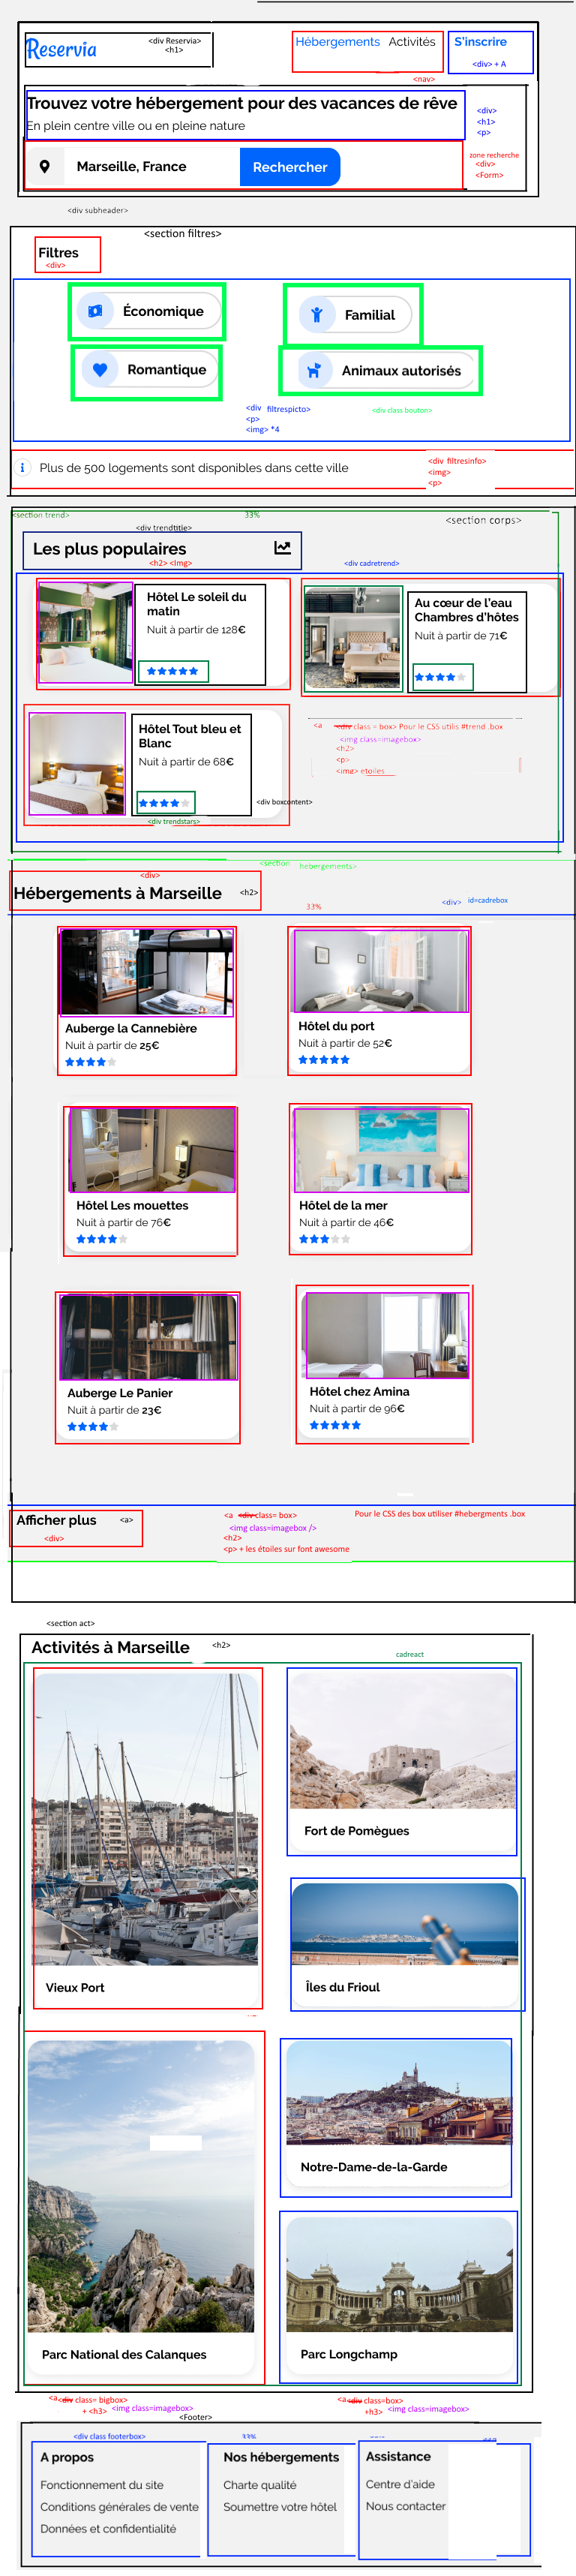 Reservia
<div Reservia>
<h1>
Hébergements Activités
S'inscrire
<div> + A
<nav>
Trouvez votre hébergement pour des vacances de rêve
En plein centre ville ou en pleine nature
<div>
<h1>
<p>
Marseille, France
Rechercher
zone recherche
<div>
<Form>
<div subheader>
<section filtres>
Filtres
<div>
Économique
Familial
Romantique
Animaux autorisés
<div filtrespicto>
<p>
<img> *4
<div class bouton>
Plus de 500 logements sont disponibles dans cette ville
<div filtresinfo>
<img>
<p>
<section trend>
33%
<section corps>
<div trendtitle>
Les plus populaires
<h2> <Img>
<div cadretrend>
Hôtel Le soleil du
matin
Nuit à partir de 128€
Au cœur de l'eau
Chambres d'hôtes
Nuit à partir de 71€
Hôtel Tout bleu et
Blanc
Nuit à partir de 68€
<div trendstars>
<div boxcontent>
<a <div class = box> Pour le CSS utilis #trend .box
<img class=imagebox>
<h2>
<p>
<img> etoiles
<section hebergements>
<div>
Hébergements à Marseille
<h2>
33%
<div> id=cadrebox
Auberge la Cannebière
Nuit à partir de 25€
Hôtel du port
Nuit à partir de 52€
Hôtel Les mouettes
Nuit à partir de 76€
Hôtel de la mer
Nuit à partir de 46€
Auberge Le Panier
Nuit à partir de 23€
Hôtel chez Amina
Nuit à partir de 96€
Afficher plus
<a>
<div>
<a <div class= box>
<img class=imagebox />
<h2>
<p> + les étoiles sur font awesome
Pour le CSS des box utiliser #hebergments .box
<section act>
Activités à Marseille
<h2>
cadreact
Vieux Port
Fort de Pomègues
Îles du Frioul
Parc National des Calanques
Notre-Dame-de-la-Garde
Parc Longchamp
<a <div class= bigbox>
+ <h3> <img class=imagebox>
<a <div class=box>
+h3> <img class=imagebox>
<Footer>
<div class footerbox>
33%
A propos
Fonctionnement du site
Conditions générales de vente
Données et confidentialité
Nos hébergements
Charte qualité
Soumettre votre hôtel
Assistance
Centre d'aide
Nous contacter